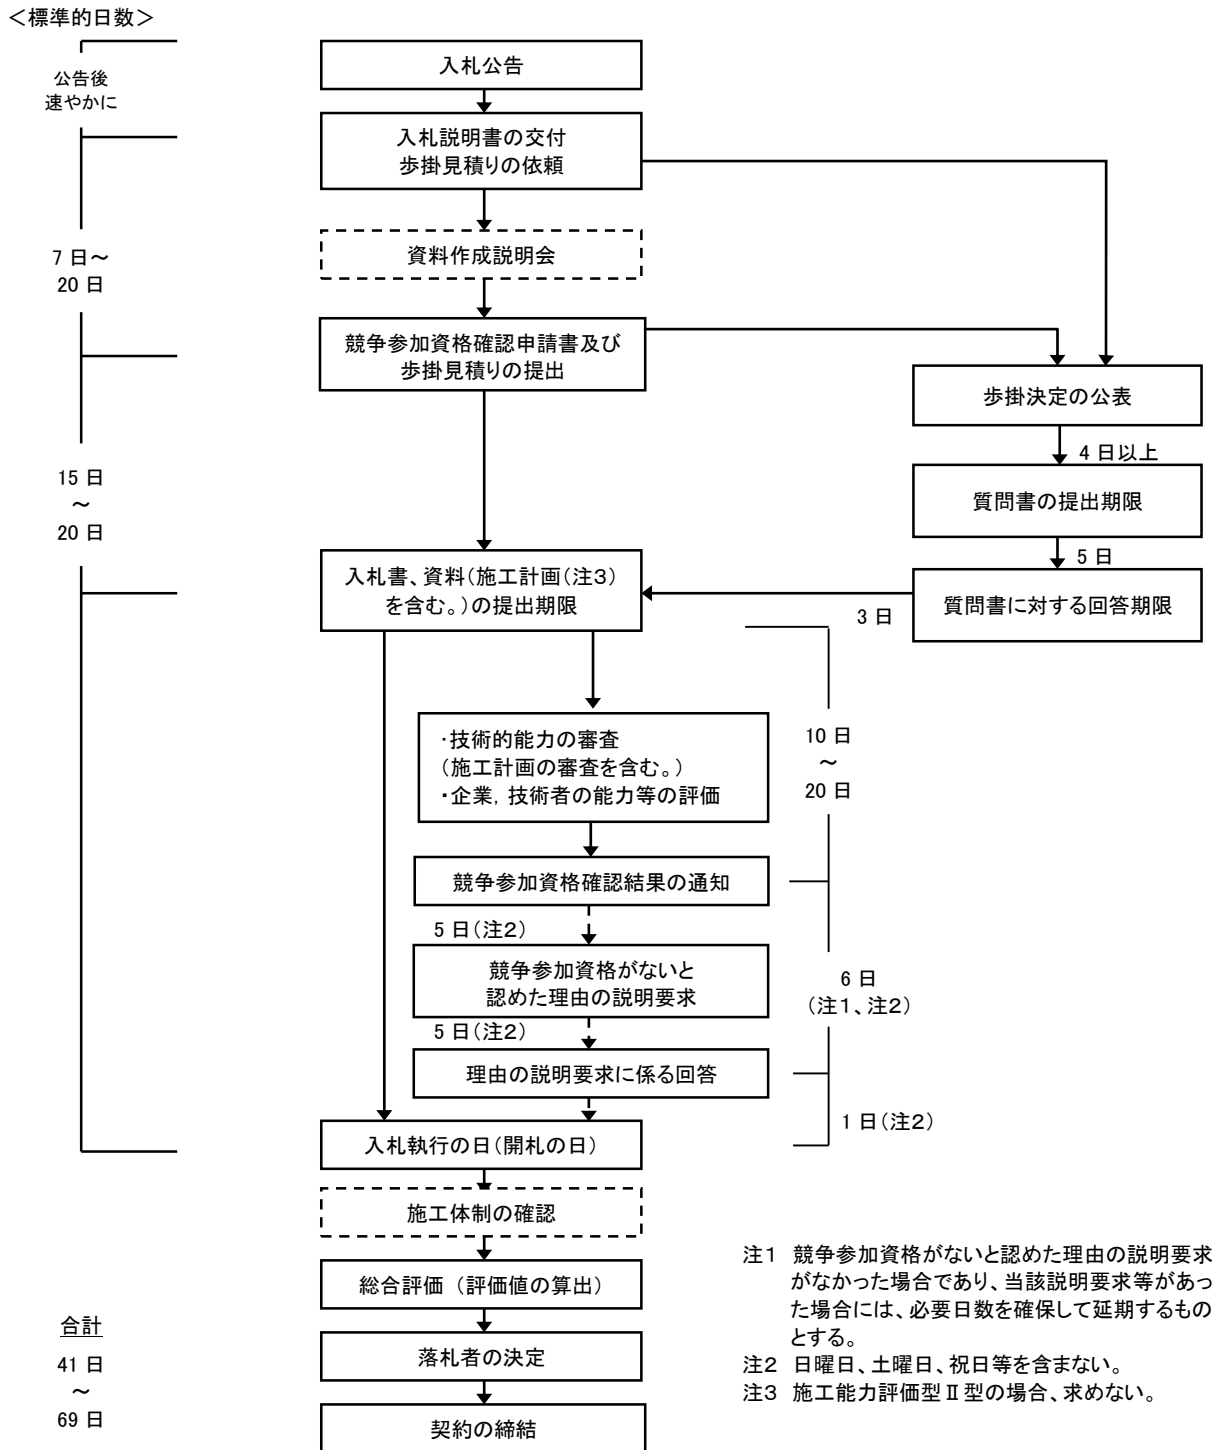 ＜標準的日数＞
公告後
速やかに
7 日～
20 日
15 日
～
20 日
合計
41 日
～
69 日
入札公告
入札説明書の交付
歩掛見積りの依頼
資料作成説明会
競争参加資格確認申請書及び
歩掛見積りの提出
歩掛決定の公表
4 日以上
質問書の提出期限
5 日
質問書に対する回答期限
3 日
入札書、資料（施工計画（注３）
を含む。）の提出期限
・技術的能力の審査
（施工計画の審査を含む。）
・企業，技術者の能力等の評価
10 日
～
20 日
競争参加資格確認結果の通知
5 日（注２）
競争参加資格がないと
認めた理由の説明要求
6 日
（注１、注２）
5 日（注２）
理由の説明要求に係る回答
1 日（注２）
入札執行の日（開札の日）
施工体制の確認
総合評価（評価値の算出）
落札者の決定
契約の締結
注１ 競争参加資格がないと認めた理由の説明要求
がなかった場合であり、当該説明要求等があっ
た場合には、必要日数を確保して延期するもの
とする。
注２ 日曜日、土曜日、祝日等を含まない。
注３ 施工能力評価型Ⅱ型の場合、求めない。